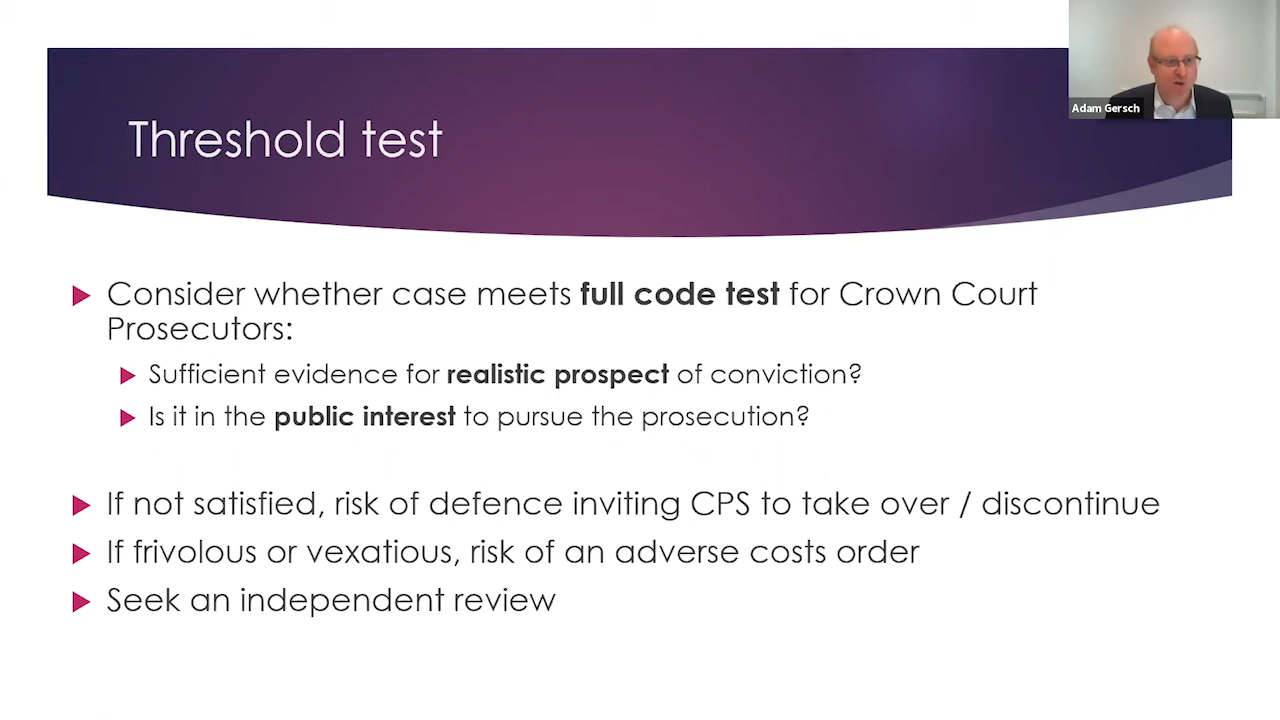 Adam Gersch
Threshold test
Consider whether case meets full code test for Crown Court
Prosecutors:
Sufficient evidence for realistic prospect of conviction?
Is it in the public interest to pursue the prosecution?
If not satisfied, risk of defence inviting CPS to take over / discontinue
If frivolous or vexatious, risk of an adverse costs order
Seek an independent review